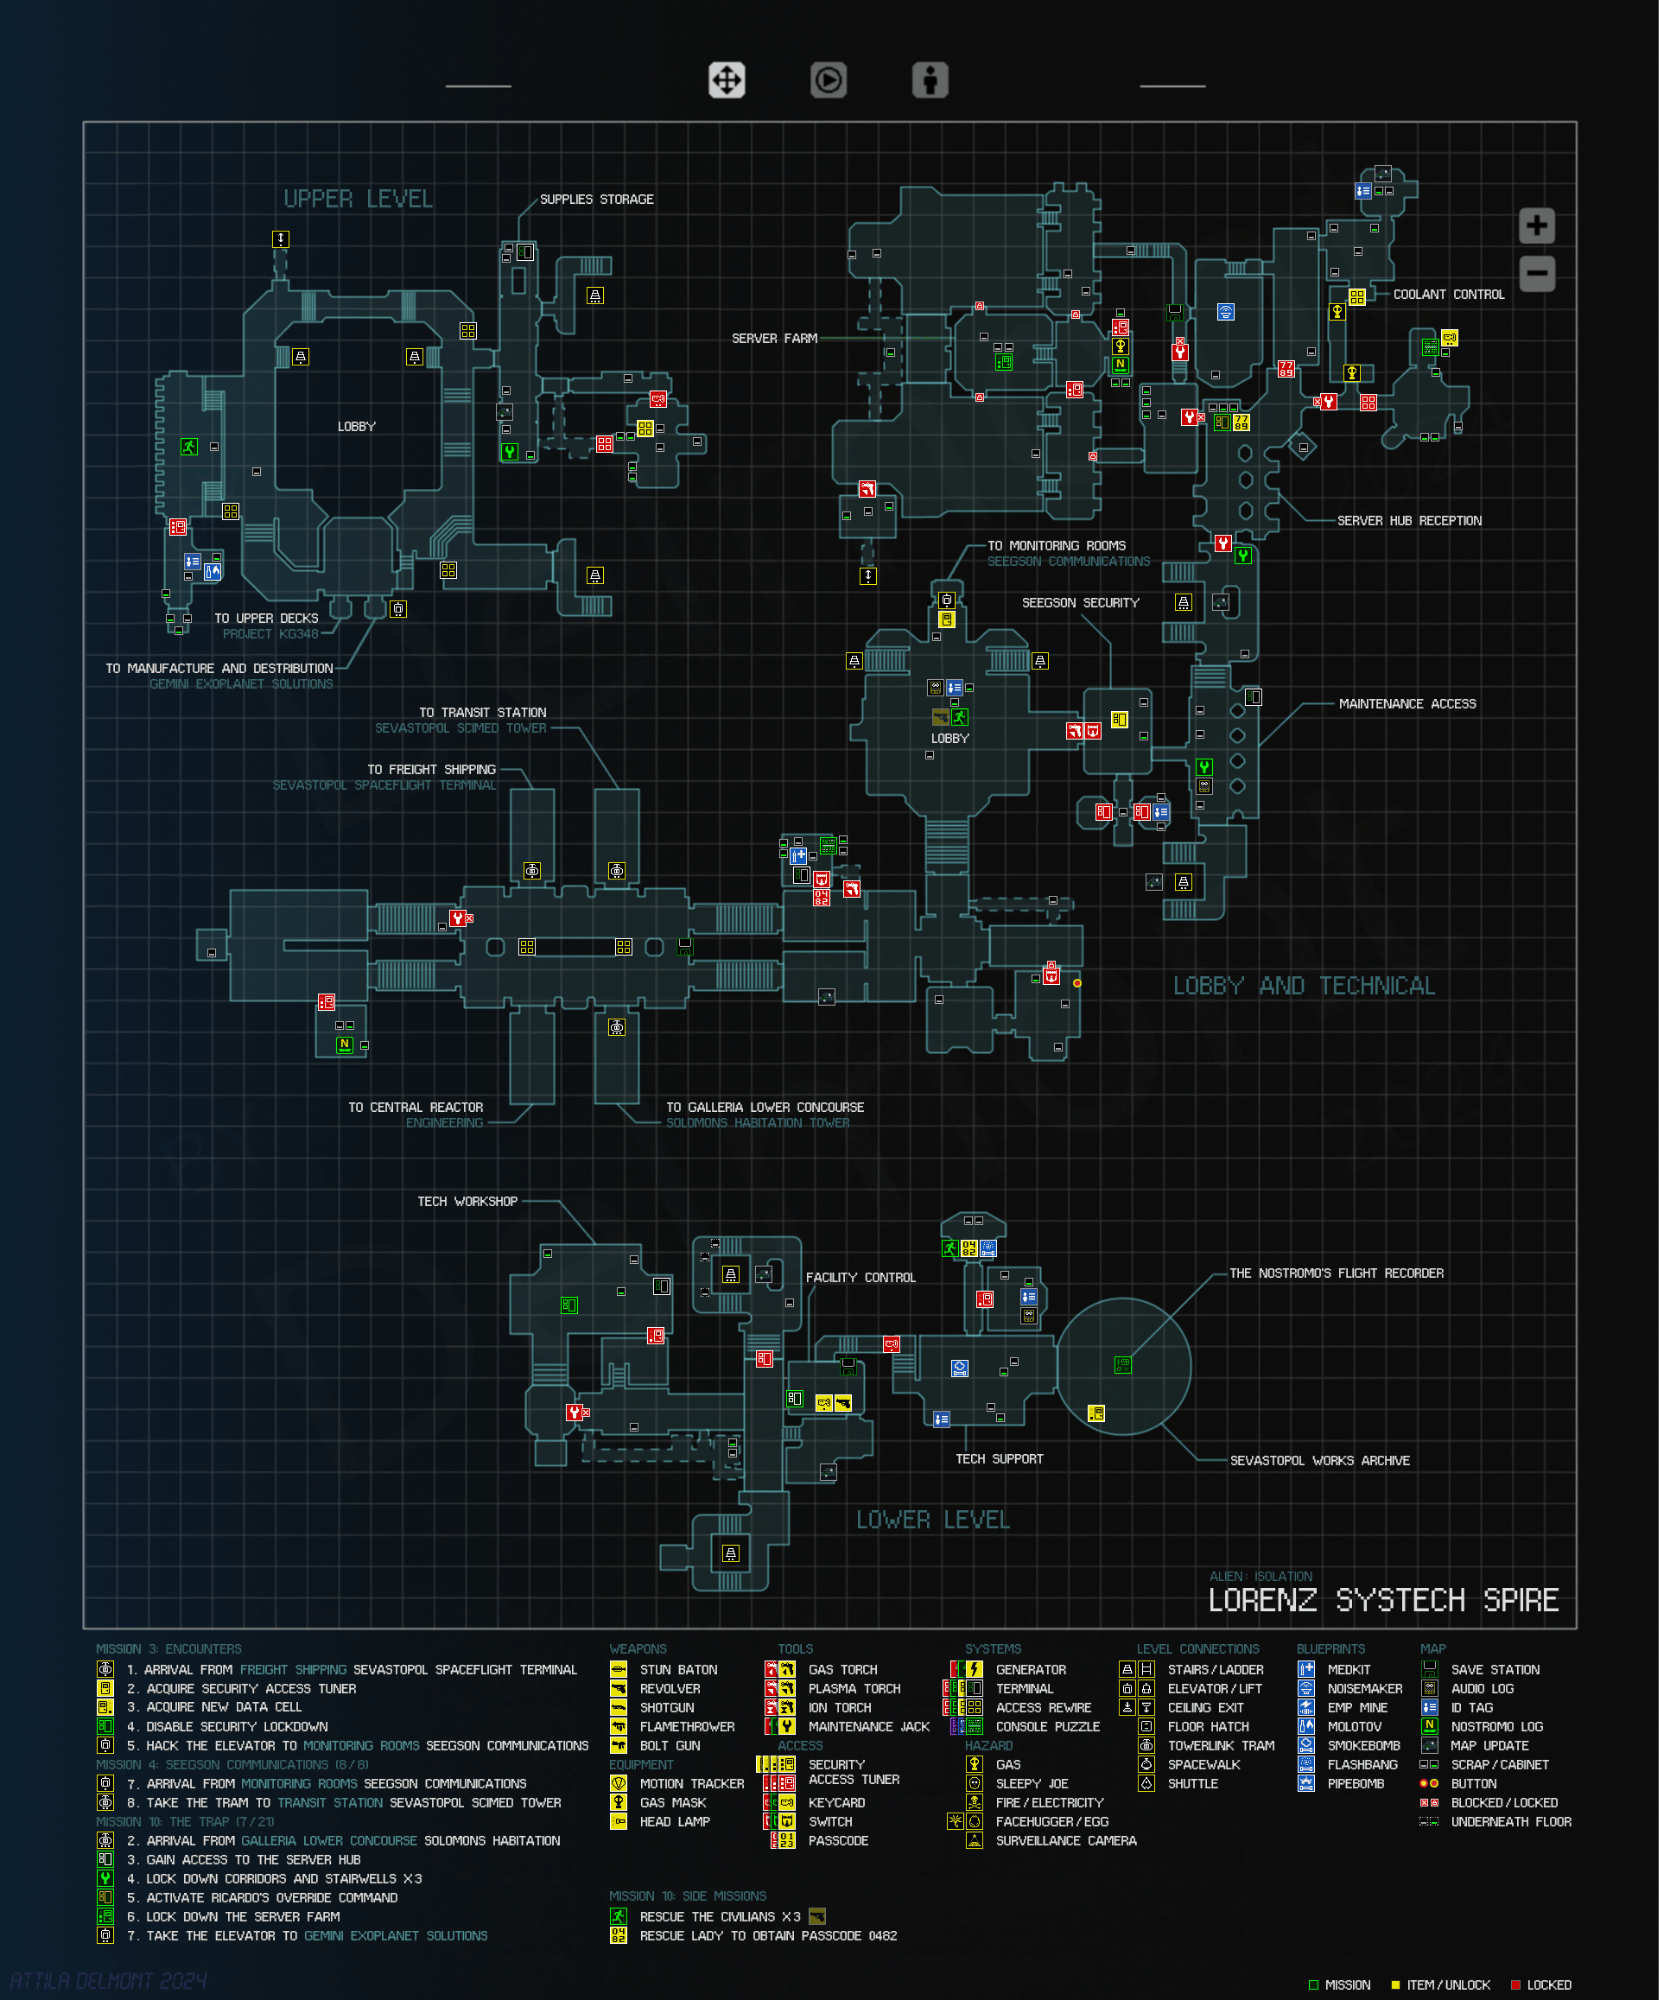 UPPER LEVEL
SUPPLIES STORAGE
COOLANT CONTROL
SERVER FARM
LOBBY
77
89
77
89
SERVER HUB RECEPTION
TO MONITORING ROOMS
SEEGSON COMMUNICATIONS
SEEGSON SECURITY
TO UPPER DECKS
PROJECT KG348
TO MANUFACTURE AND DESTRIBUTION
GEMINI EXOPLANET SOLUTIONS
MAINTENANCE ACCESS
TO TRANSIT STATION
SEVASTOPOL SCIMED TOWER
LOBBY
TO FREIGHT SHIPPING
SEVASTOPOL SPACEFLIGHT TERMINAL
04
82
LOBBY AND TECHNICAL
N
TO CENTRAL REACTOR
ENGINEERING
TO GALLERIA LOWER CONCOURSE
SOLOMONS HABITATION TOWER
TECH WORKSHOP
04
82
FACILITY CONTROL
THE NOSTROMO'S FLIGHT RECORDER
TECH SUPPORT
SEVASTOPOL WORKS ARCHIVE
LOWER LEVEL
ALIEN: ISOLATION
LORENZ SYSTECH SPIRE
MISSION 3: ENCOUNTERS
1. ARRIVAL FROM FREIGHT SHIPPING SEVASTOPOL SPACEFLIGHT TERMINAL
2. ACQUIRE SECURITY ACCESS TUNER
3. ACQUIRE NEW DATA CELL
4. DISABLE SECURITY LOCKDOWN
5. HACK THE ELEVATOR TO MONITORING ROOMS SEEGSON COMMUNICATIONS
MISSION 4: SEEGSON COMMUNICATIONS (8/8)
7. ARRIVAL FROM MONITORING ROOMS SEEGSON COMMUNICATIONS
8. TAKE THE TRAM TO TRANSIT STATION SEVASTOPOL SCIMED TOWER
MISSION 10: THE TRAP (7/21)
2. ARRIVAL FROM GALLERIA LOWER CONCOURSE SOLOMONS HABITATION
3. GAIN ACCESS TO THE SERVER HUB
4. LOCK DOWN CORRIDORS AND STAIRWELLS X3
5. ACTIVATE RICARDO'S OVERRIDE COMMAND
6. LOCK DOWN THE SERVER FARM
7. TAKE THE ELEVATOR TO GEMINI EXOPLANET SOLUTIONS
WEAPONS
STUN BATON
REVOLVER
SHOTGUN
FLAMETHROWER
BOLT GUN
EQUIPMENT
MOTION TRACKER
GAS MASK
HEAD LAMP
TOOLS
GAS TORCH
PLASMA TORCH
ION TORCH
MAINTENANCE JACK
ACCESS
SECURITY
ACCESS TUNER
KEYCARD
SWITCH
PASSCODE
SYSTEMS
GENERATOR
TERMINAL
ACCESS REWIRE
CONSOLE PUZZLE
HAZARD
GAS
SLEEPY JOE
FIRE/ELECTRICITY
FACEHUGGER/EGG
SURVEILLANCE CAMERA
LEVEL CONNECTIONS
STAIRS/LADDER
ELEVATOR/LIFT
CEILING EXIT
FLOOR HATCH
TOWERLINK TRAM
SPACEWALK
SHUTTLE
BLUEPRINTS
MEDKIT
NOISEMAKER
EMP MINE
MOLOTOV
SMOKEBOMB
FLASHBANG
PIPEBOMB
MAP
SAVE STATION
AUDIO LOG
ID TAG
NOSTROMO LOG
MAP UPDATE
SCRAP/CABINET
BUTTON
BLOCKED/LOCKED
UNDERNEATH FLOOR
MISSION 10: SIDE MISSIONS
RESCUE THE CIVILIANS X3
RESCUE LADY TO OBTAIN PASSCODE 0482
ATTILA DELMONT 2024
MISSION
ITEM/UNLOCK
LOCKED